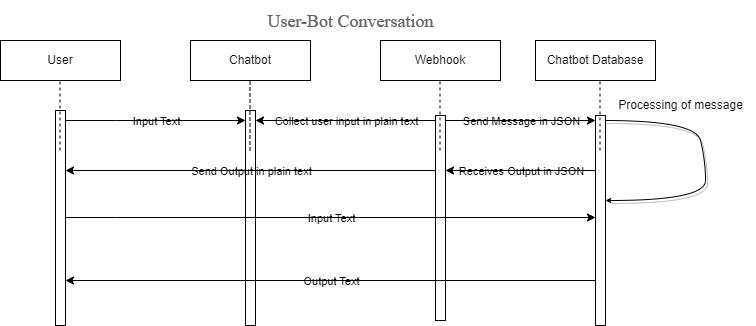 User-Bot Conversation
User
Chatbot
Webhook
Chatbot Database
Processing of message
Input Text
Collect user input in plain text
Send Message in JSON
Send Output in plain text
Receives Output in JSON
Input Text
Output Text